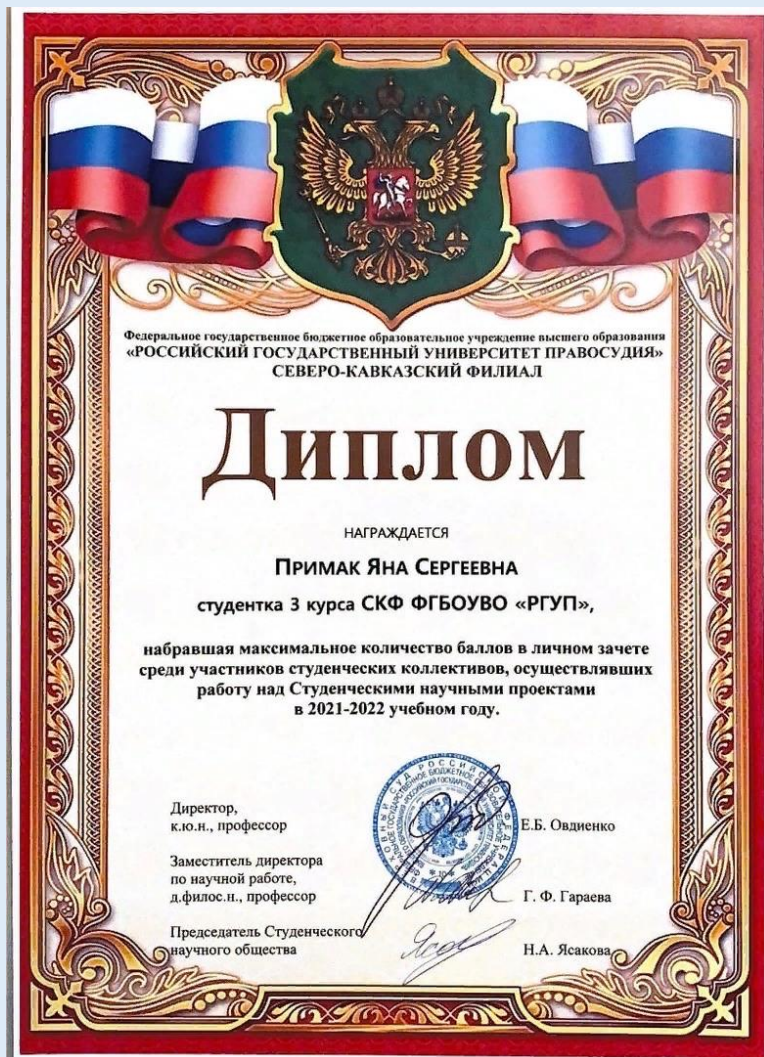 Федеральное государственное бюджетное образовательное учреждение высшего образования
«РОССИЙСКИЙ ГОСУДАРСТВЕННЫЙ УНИВЕРСИТЕТ ПРАВОСУДИЯ»
СЕВЕРО-КАВКАЗСКИЙ ФИЛИАЛ
Диплом
НАГРАЖДАЕТСЯ
ПРИМАК ЯНА СЕРГЕЕВНА
студентка 3 курса СКФ ФГБОУВО «РГУП»,
набравшая максимальное количество баллов в личном зачете
среди участников студенческих коллективов, осуществлявших
работу над Студенческими научными проектами
в 2021-2022 учебном году.
Директор,
к.ю.н., профессор
Е.Б. Овдиенко
Заместитель директора
по научной работе,
д.филос.н., профессор
Г. Ф. Гараева
Председатель Студенческого
научного общества
Н.А. Ясакова